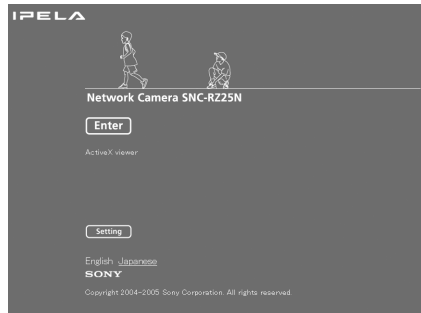 IPELA
Network Camera SNC-RZ25N
Enter
ActiveX viewer
Setting
English Japanese
SONY
Copyright 2004-2005 Sony Corporation. All rights reserved.